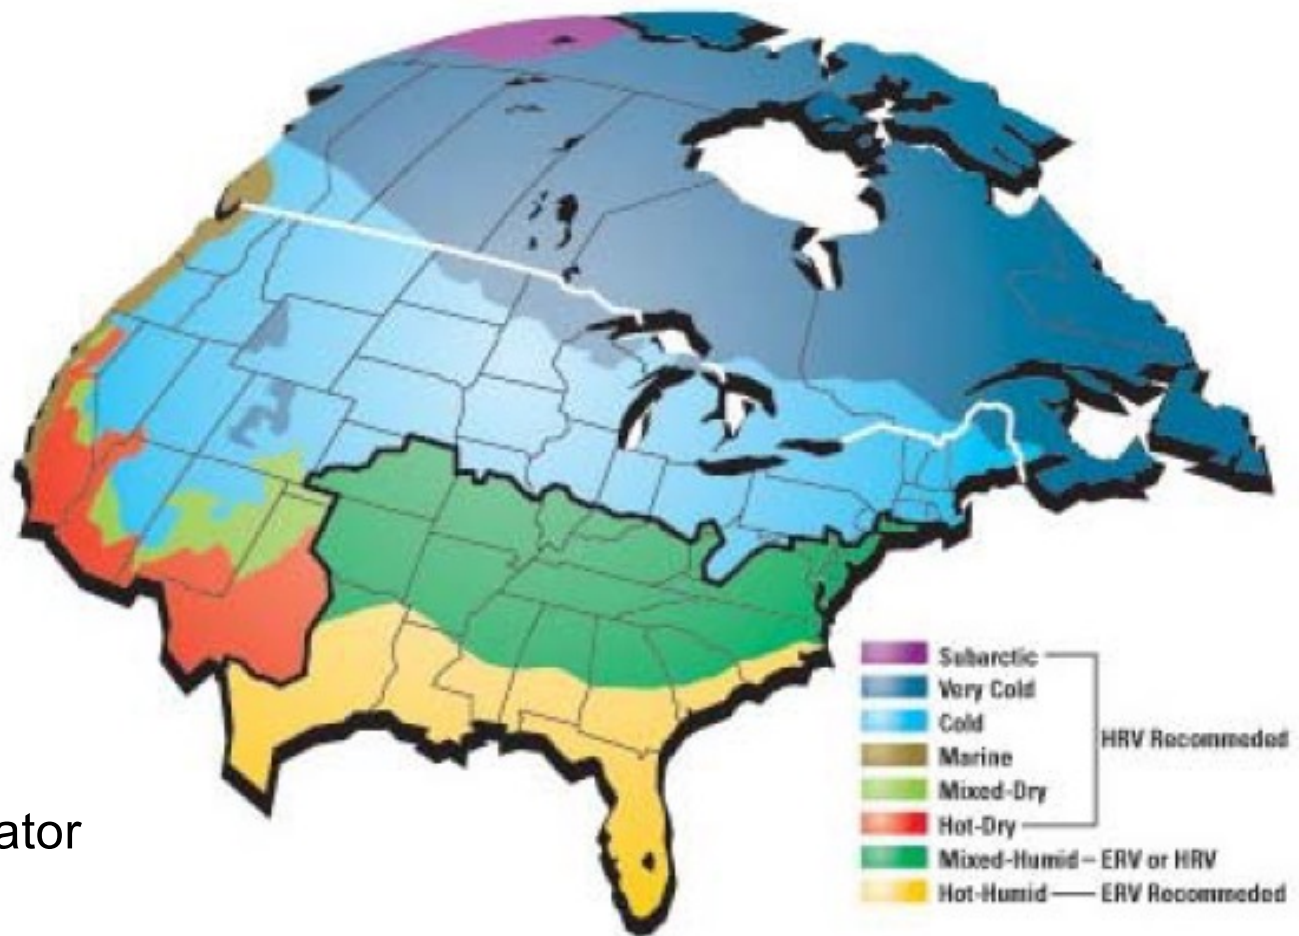 Subarctic
Very Cold
Cold
HRV Recommeded
Marine
Mixed-Dry
Hot-Dry
ator
Mixed-Humid – ERV or HRV
Hot-Humid — ERV Recommeded